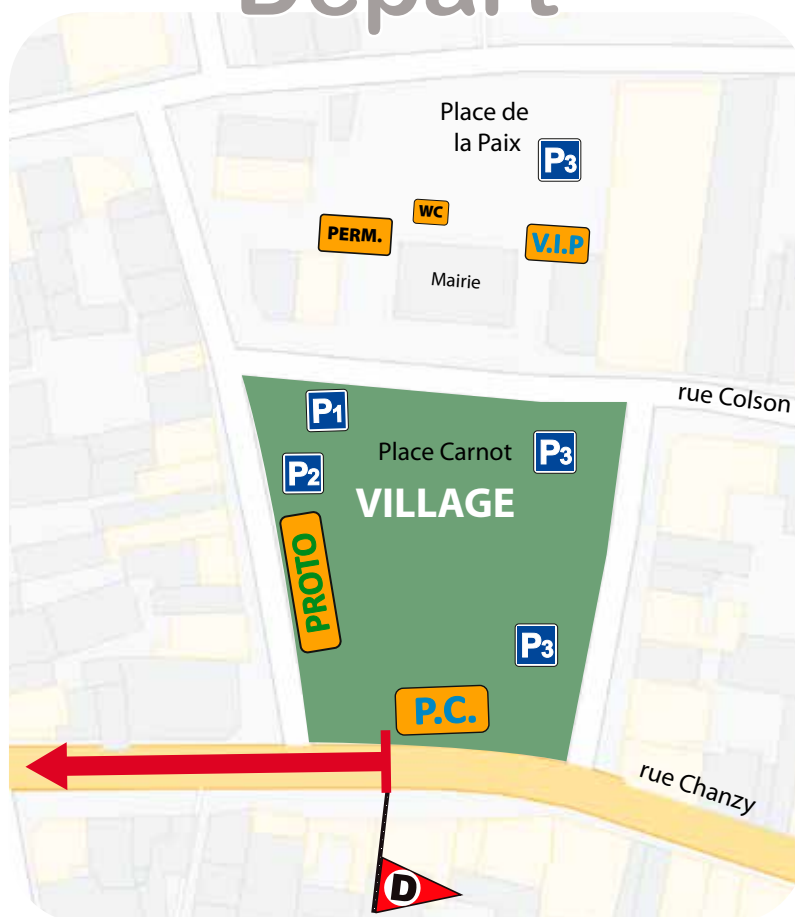 Départ
Place de
la Paix
P3
WC
PERM.
V.I.P
Mairie
rue Colson
P1
Place Carnot
P3
P2
VILLAGE
PROTO
P3
P.C.
rue Chanzy
D